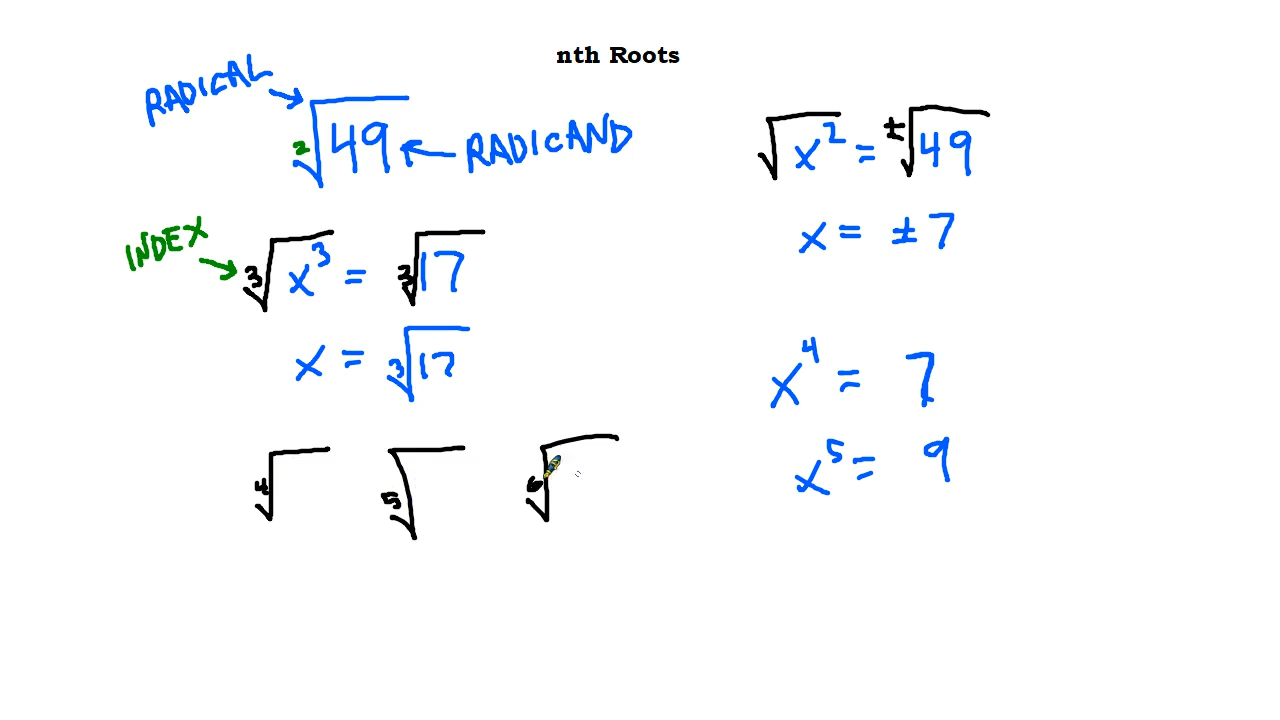 nth Roots
RADICAL
²√49
RADICAND
√x² = ±√49
x = ±7
INDEX
³√x³ = ³√17
x = ³√17
x⁴ = 7
x⁵ = 9
⁴√
⁵√
⁶√